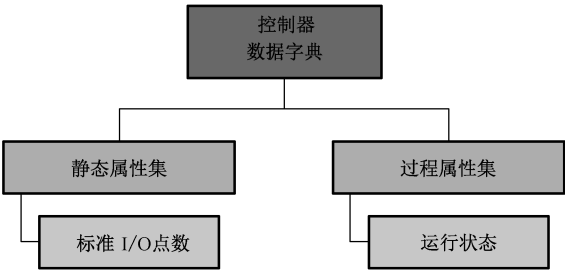 控制器
数据字典
静态属性集
过程属性集
标准 I/O点数
运行状态